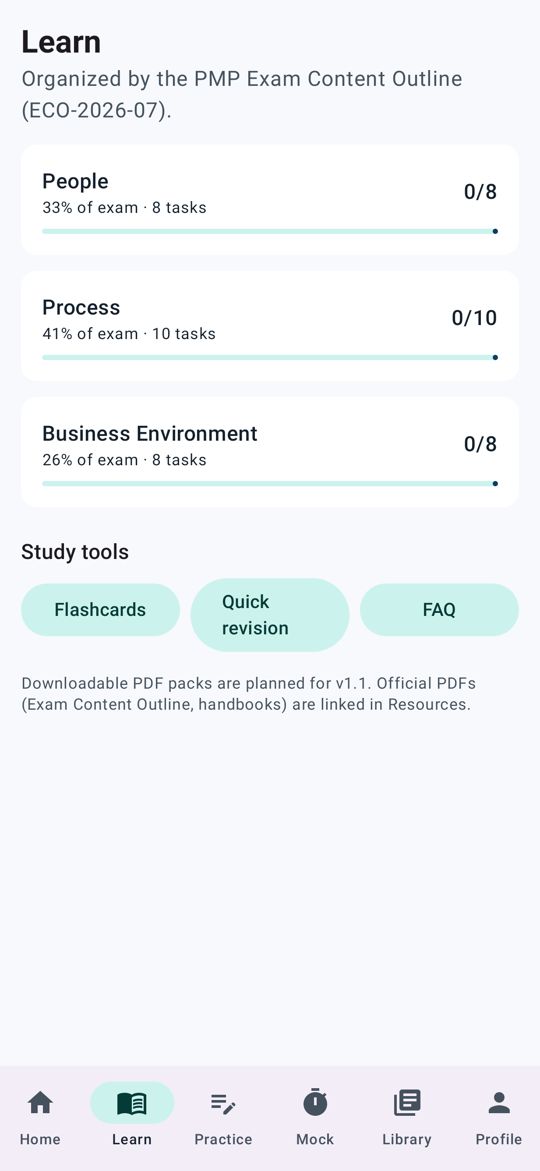 Learn
Organized by the PMP Exam Content Outline
(ECO-2026-07).
People
33% of exam · 8 tasks
0/8
Process
41% of exam · 10 tasks
0/10
Business Environment
26% of exam · 8 tasks
0/8
Study tools
Flashcards
Quick
revision
FAQ
Downloadable PDF packs are planned for v1.1. Official PDFs
(Exam Content Outline, handbooks) are linked in Resources.
Home
Learn
Practice
Mock
Library
Profile